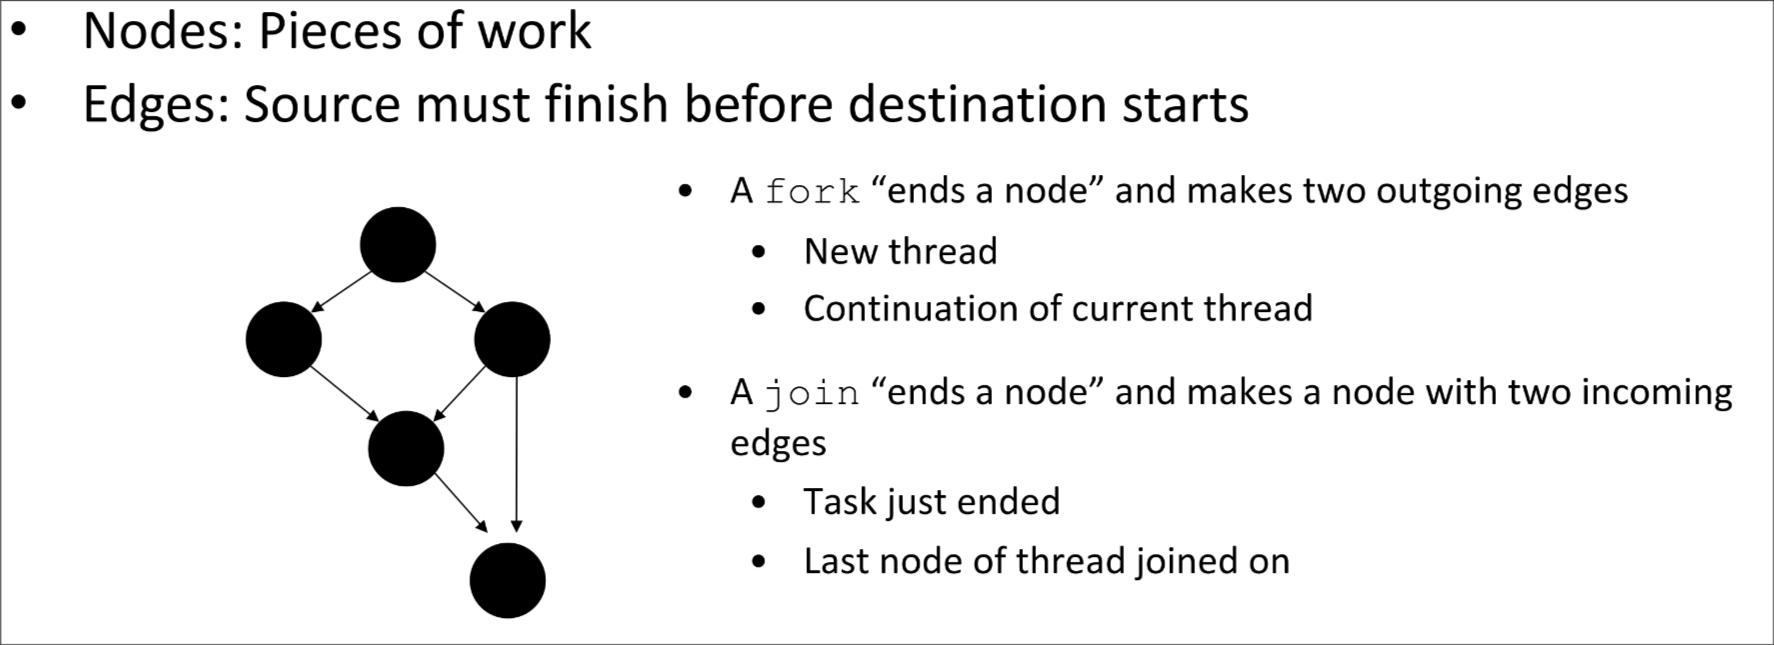 • Nodes: Pieces of work
• Edges: Source must finish before destination starts
• A fork “ends a node” and makes two outgoing edges
• New thread
• Continuation of current thread
• A join “ends a node” and makes a node with two incoming
edges
• Task just ended
• Last node of thread joined on